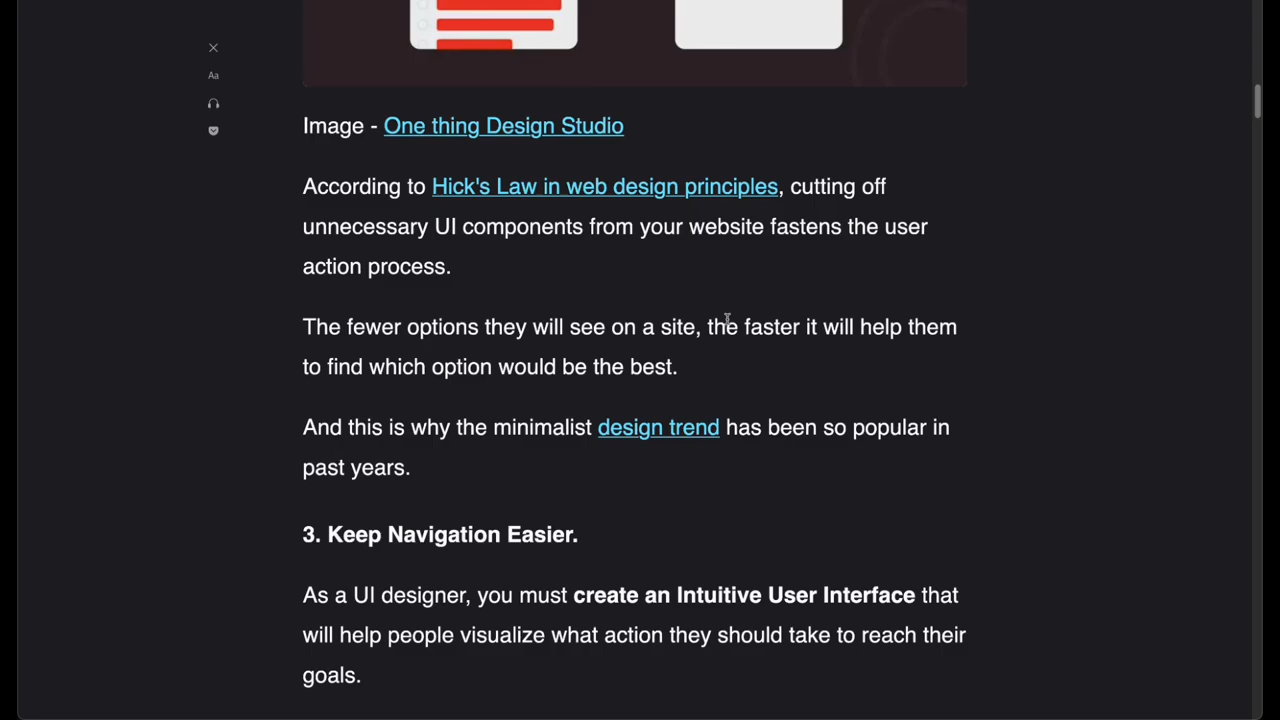 Aa
Image - One thing Design Studio
According to Hick's Law in web design principles, cutting off
unnecessary UI components from your website fastens the user
action process.
The fewer options they will see on a site, the faster it will help them
to find which option would be the best.
And this is why the minimalist design trend has been so popular in
past years.
3. Keep Navigation Easier.
As a UI designer, you must create an Intuitive User Interface that
will help people visualize what action they should take to reach their
goals.